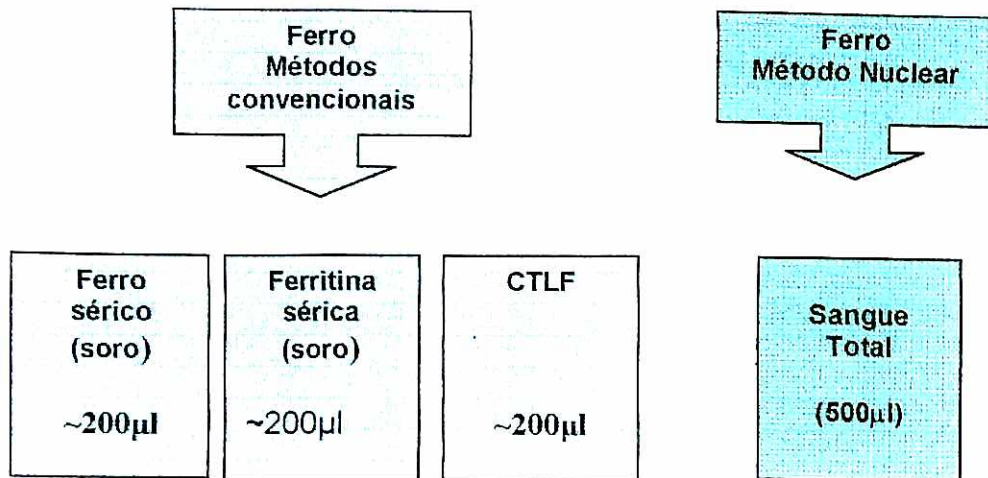 Ferro
Métodos
convencionais
Ferro
Método Nuclear
Ferro
sérico
(soro)
~200µl
Ferritina
sérica
(soro)
~200µl
CTLF
~200µl
Sangue
Total
(500µl)